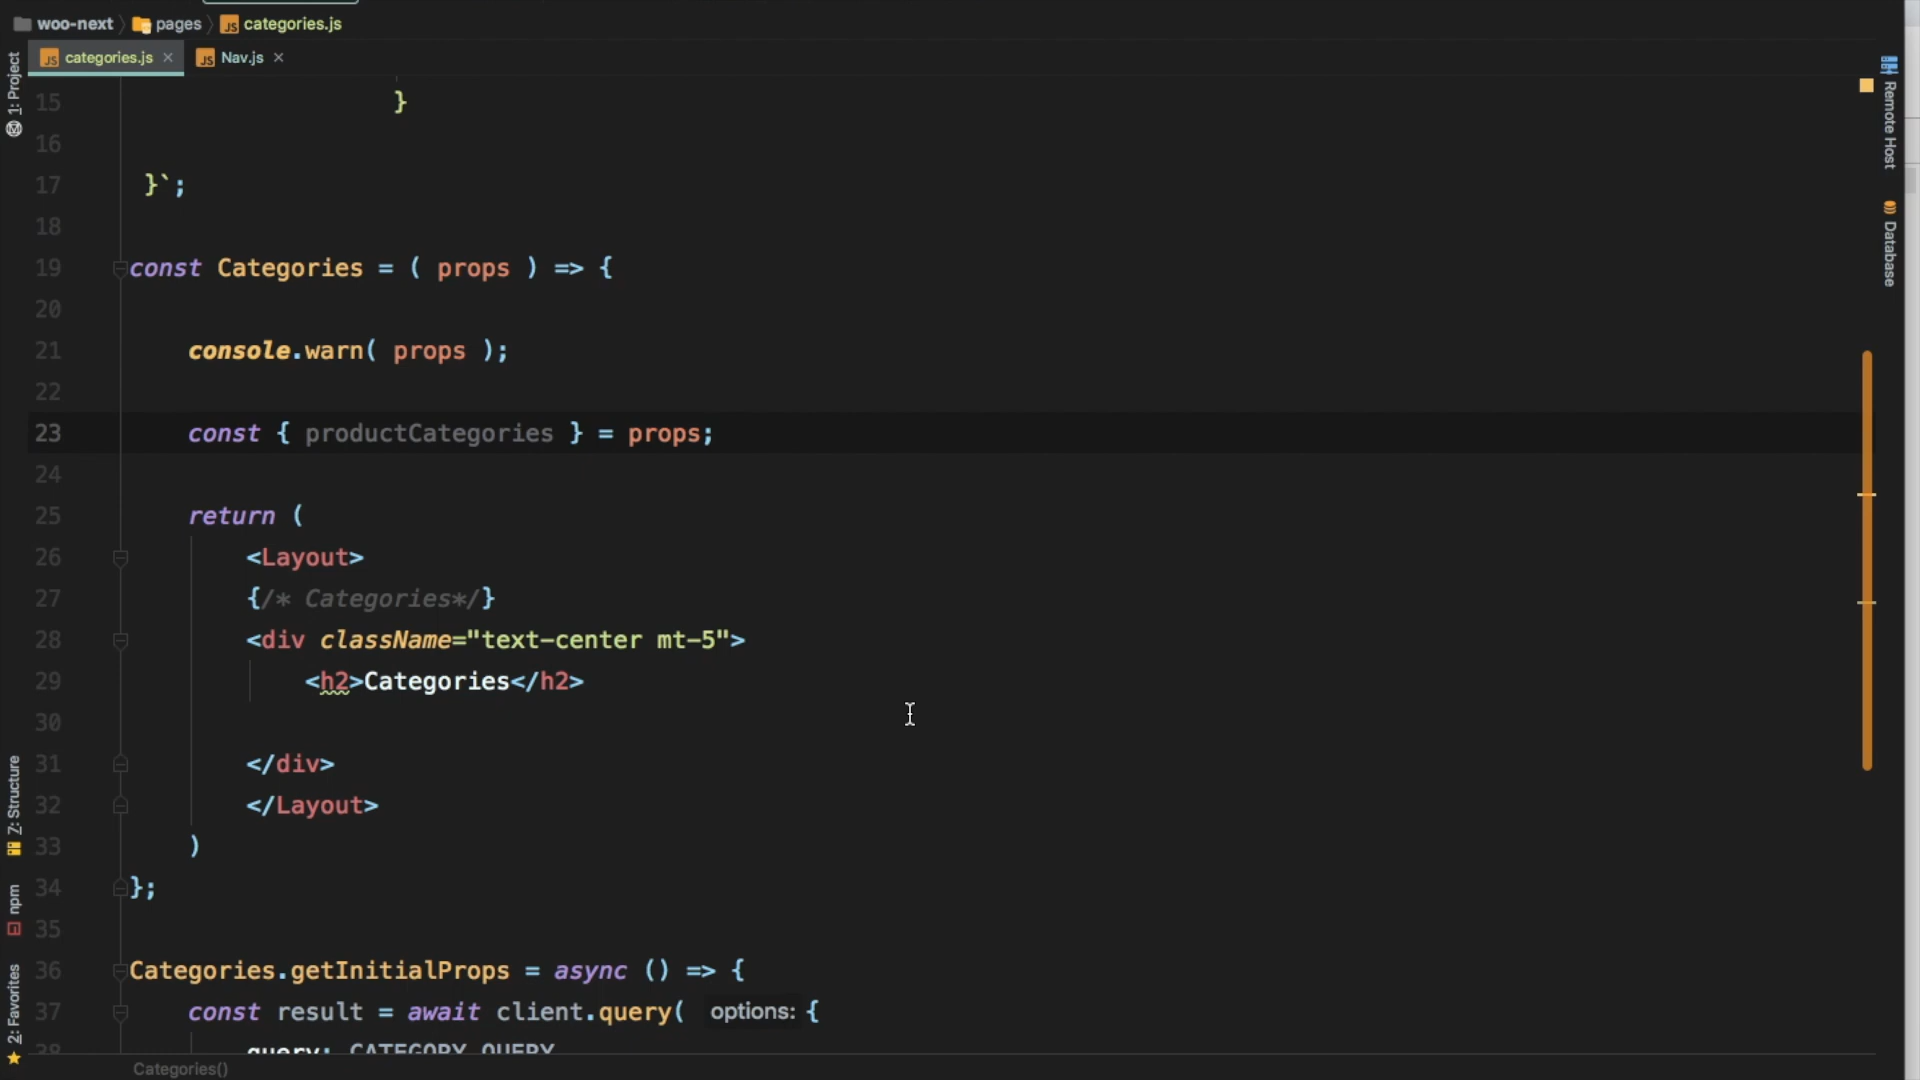 woo-next pages categories.js
categories.js Nav.js
1: Project
Remote Host
Database
15 }
16
17 }`;
18
19 const Categories = ( props ) => {
20
21 console.warn( props );
22
23 const { productCategories } = props;
24
25 return (
26 <Layout>
27 {/* Categories*/}
28 <div className="text-center mt-5">
29 <h2>Categories</h2>
30
31 </div>
32 </Layout>
33 )
34 };
35
36 Categories.getInitialProps = async () => {
37 const result = await client.query( options: {
38 query: CATEGORY_QUERY
Z: Structure
npm
2: Favorites
Categories()